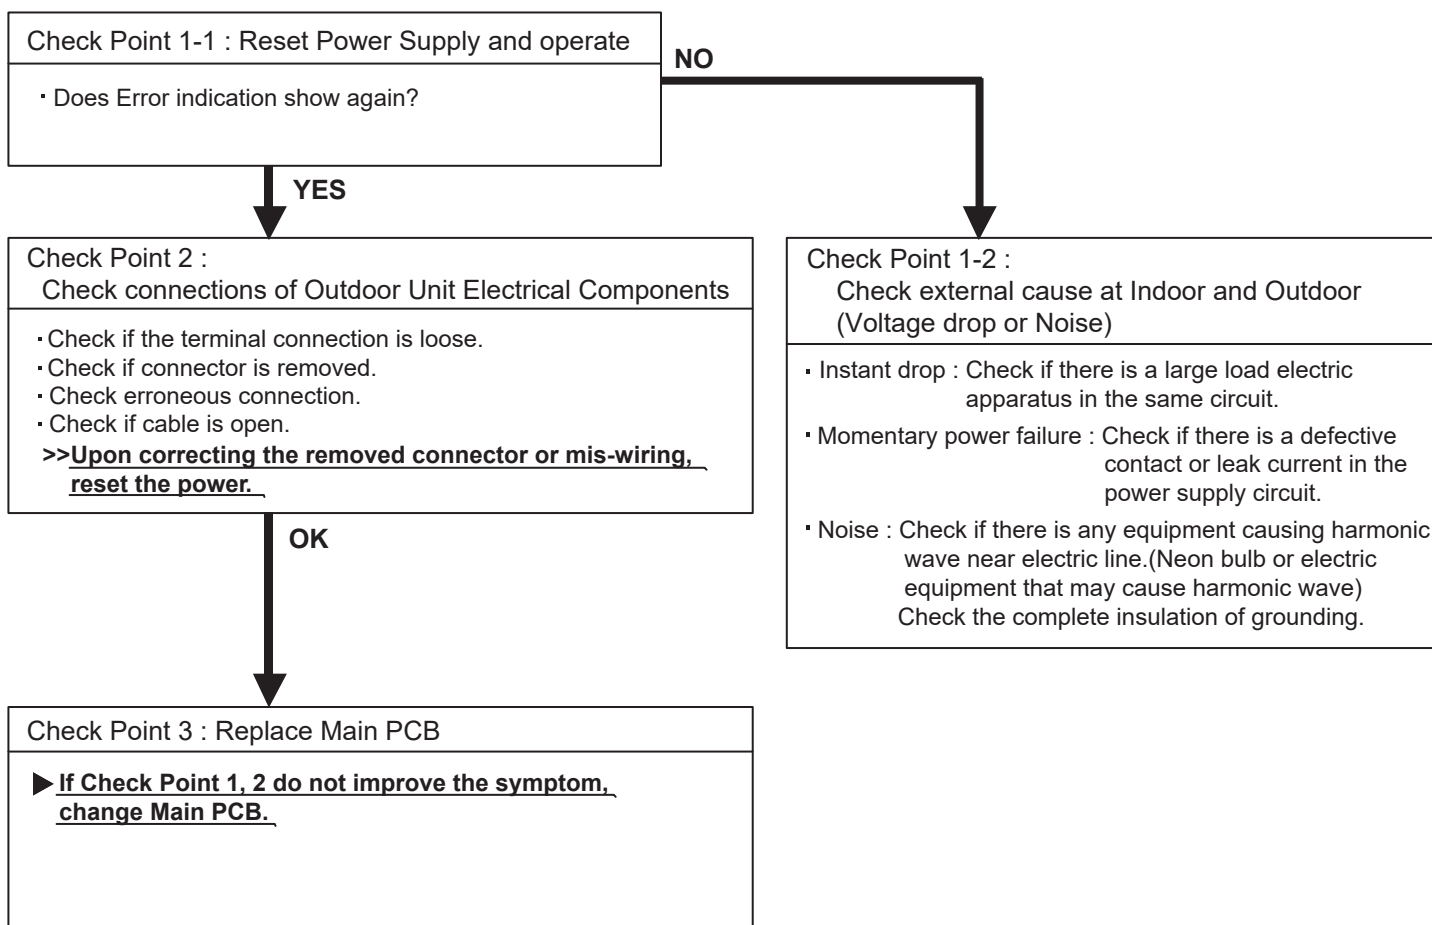 Check Point 1-1 : Reset Power Supply and operate
・Does Error indication show again?
NO
YES
Check Point 2 :
Check connections of Outdoor Unit Electrical Components
・Check if the terminal connection is loose.
・Check if connector is removed.
・Check erroneous connection.
・Check if cable is open.
>>Upon correcting the removed connector or mis-wiring,
reset the power.
Check Point 1-2 :
Check external cause at Indoor and Outdoor
(Voltage drop or Noise)
・Instant drop : Check if there is a large load electric
apparatus in the same circuit.
・Momentary power failure : Check if there is a defective
contact or leak current in the
power supply circuit.
・Noise : Check if there is any equipment causing harmonic
wave near electric line.(Neon bulb or electric
equipment that may cause harmonic wave)
Check the complete insulation of grounding.
OK
Check Point 3 : Replace Main PCB
▶If Check Point 1, 2 do not improve the symptom,
change Main PCB.